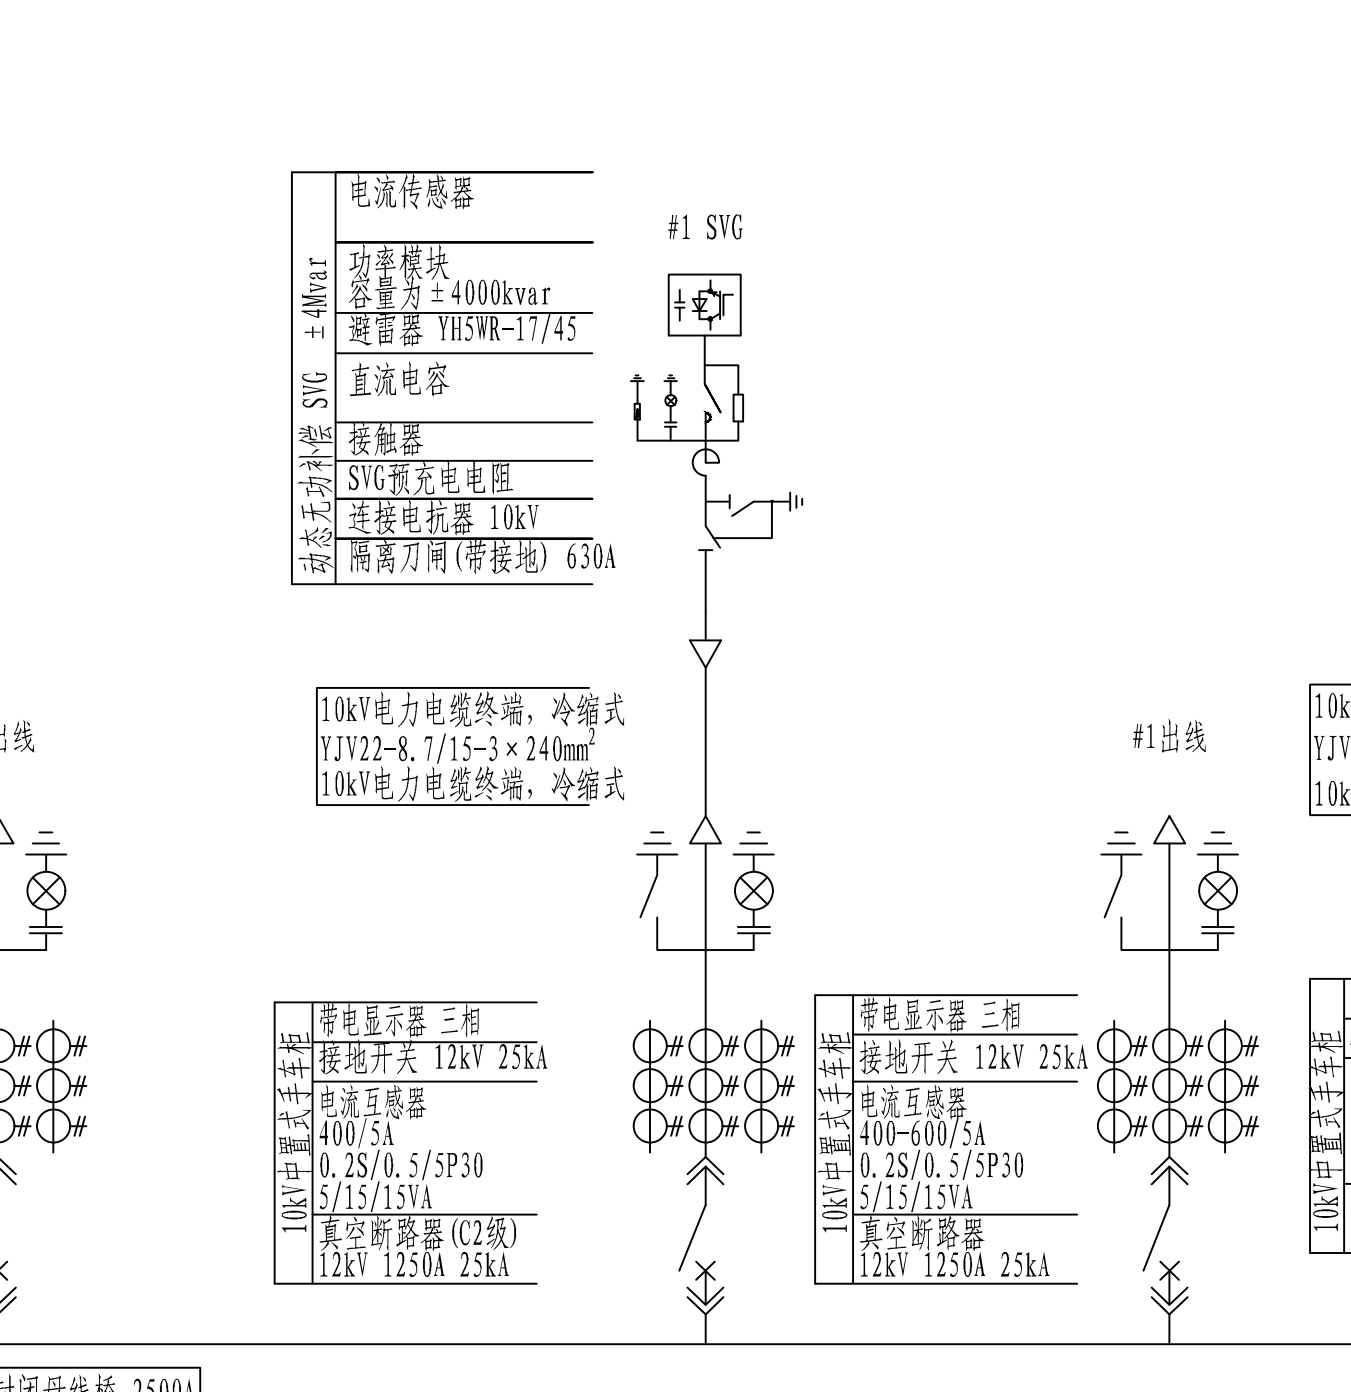 电流传感器
功率模块
容量为±4000kvar
避雷器 YH5WR-17/45
直流电容
接触器
SVG预充电电阻
连接电抗器 10kV
隔离刀闸(带接地) 630A
动态无功补偿 SVG ±4Mvar
#1 SVG
10kV电力电缆终端，冷缩式
YJV22-8.7/15-3×240mm²
10kV电力电缆终端，冷缩式
出线
#1出线
10k
YJV
10k
带电显示器 三相
接地开关 12kV 25kA
电流互感器
400/5A
0.2S/0.5/5P30
5/15/15VA
真空断路器(C2级)
12kV 1250A 25kA
10kV中置式手车柜
带电显示器 三相
接地开关 12kV 25kA
电流互感器
400-600/5A
0.2S/0.5/5P30
5/15/15VA
真空断路器
12kV 1250A 25kA
10kV中置式手车柜
10kV中置式手车柜
封闭母线桥 2500A